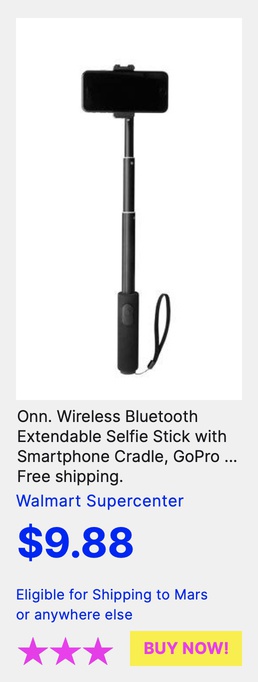 Onn. Wireless Bluetooth
Extendable Selfie Stick with
Smartphone Cradle, GoPro ...
Free shipping.
Walmart Supercenter
$9.88
Eligible for Shipping to Mars
or anywhere else
BUY NOW!